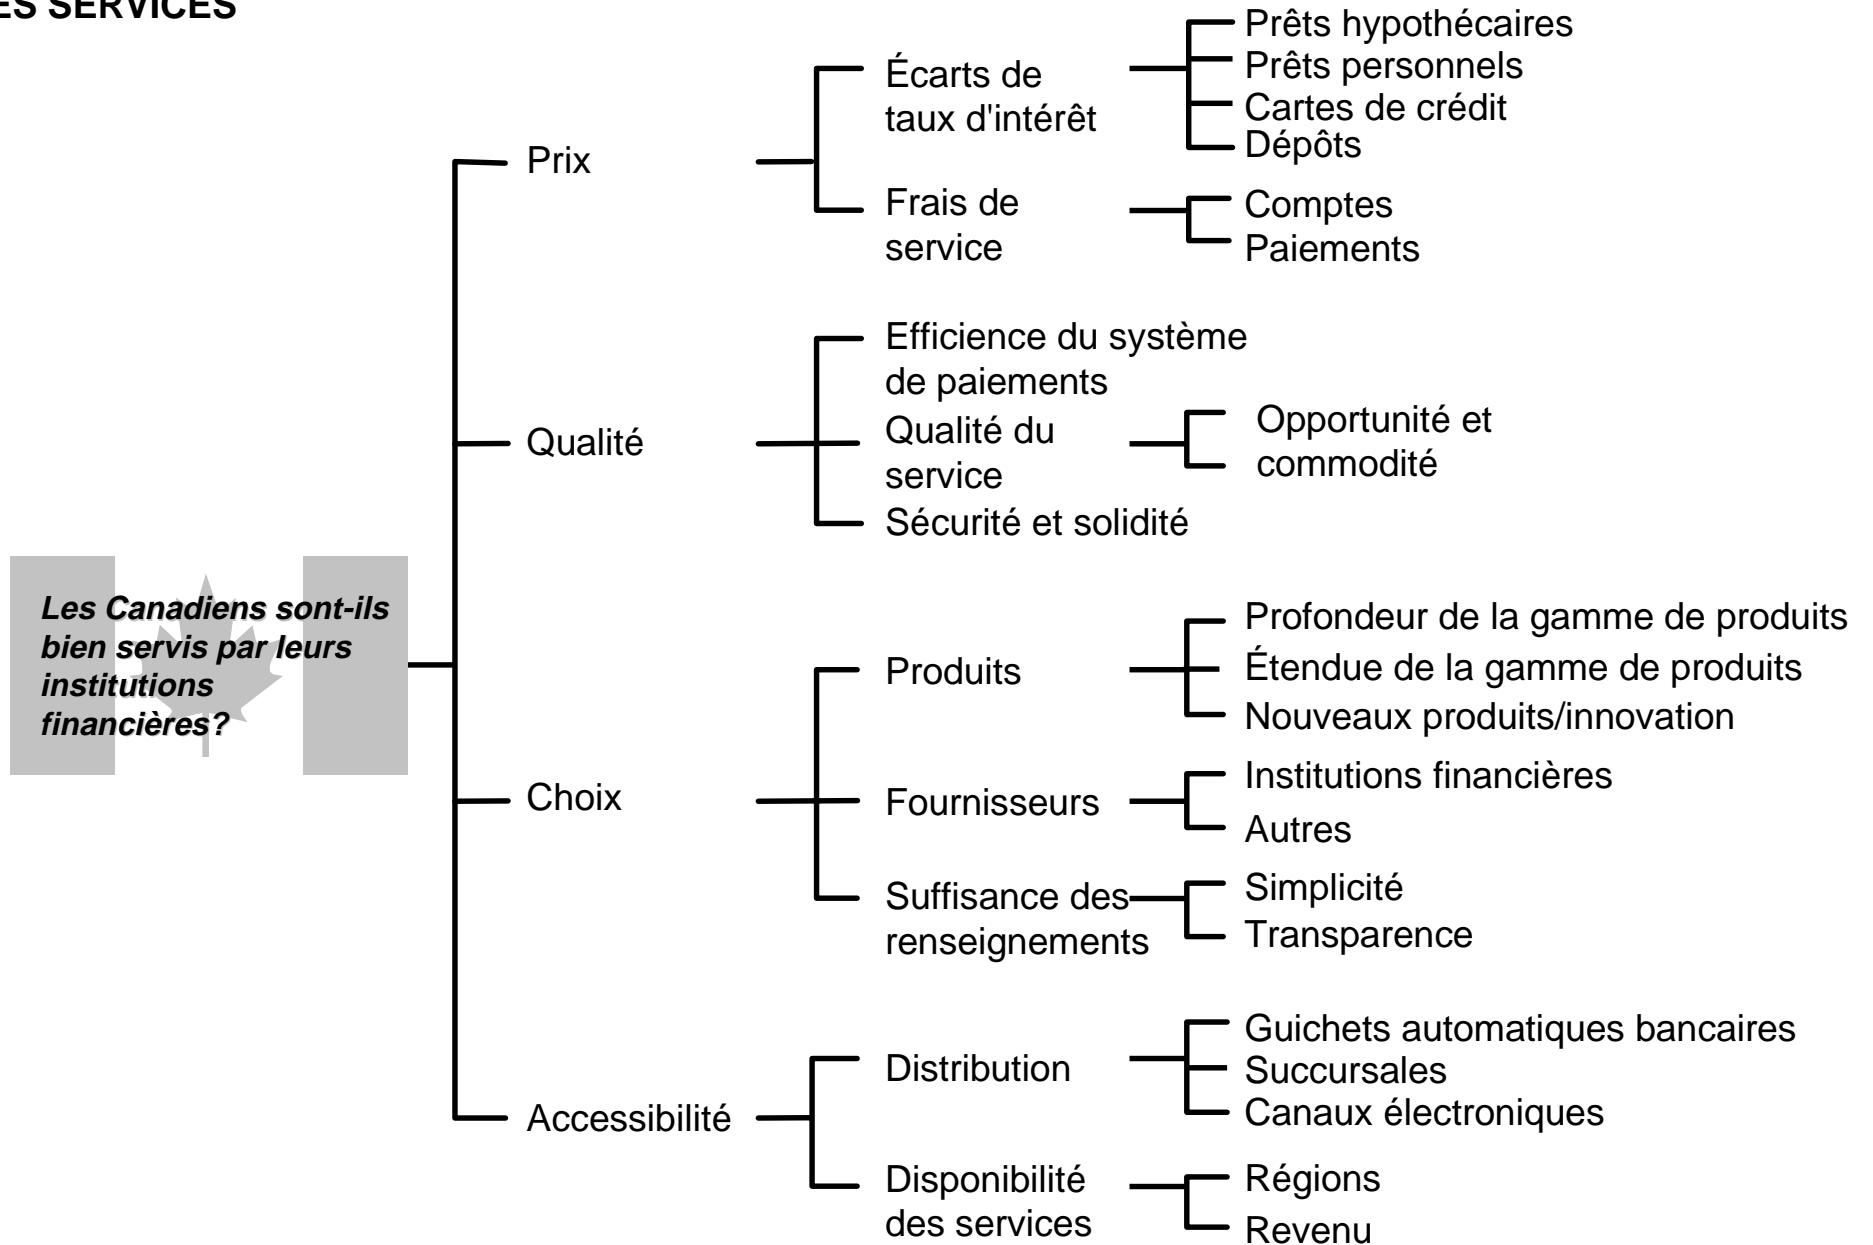 ES SERVICES
Les Canadiens sont-ils
bien servis par leurs
institutions
financières?
Prix
Écarts de
taux d'intérêt
Prêts hypothécaires
Prêts personnels
Cartes de crédit
Dépôts
Frais de
service
Comptes
Paiements
Qualité
Efficience du système
de paiements
Qualité du
service
Opportunité et
commodité
Sécurité et solidité
Choix
Produits
Profondeur de la gamme de produits
Étendue de la gamme de produits
Nouveaux produits/innovation
Fournisseurs
Institutions financières
Autres
Suffisance des
renseignements
Simplicité
Transparence
Accessibilité
Distribution
Guichets automatiques bancaires
Succursales
Canaux électroniques
Disponibilité
des services
Régions
Revenu